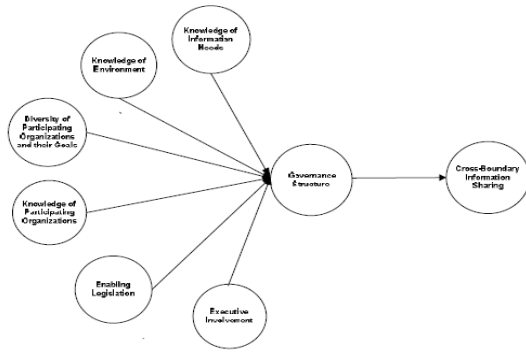 Knowledge of
Information
Needs
Knowledge of
Environment
Diversity of
Participating
Organizations
and their Goals
Governance
Structure
Cross-Boundary
Information
Sharing
Knowledge of
Participating
Organizations
Enabling
Legislation
Executive
Involvement